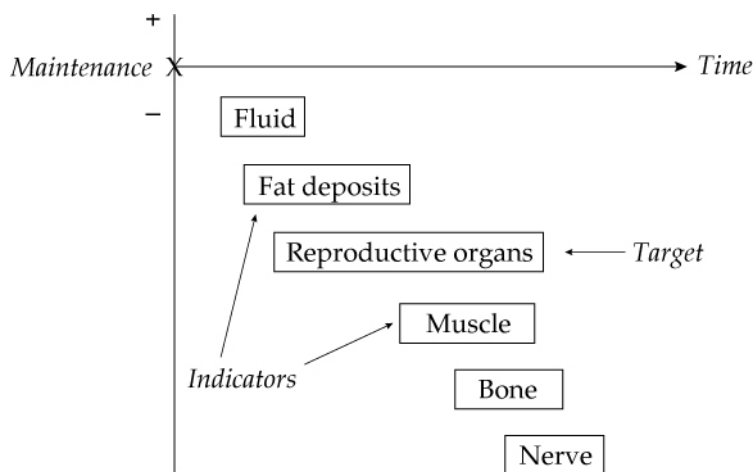 +
Maintenance X
Time
−
Fluid
Fat deposits
Reproductive organs
Target
Muscle
Indicators
Bone
Nerve